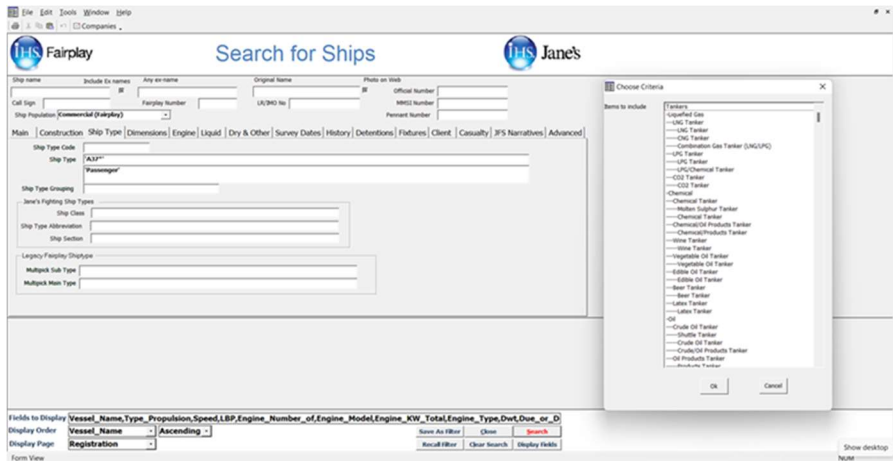 File Edit Tools Window Help
Companies
IHS Fairplay
Search for Ships
IHS Jane's
Ship name
Include Ex names
Any ex-name
Original Name
Photo on Web
Official Number
Call Sign
Fairplay Number
LR/IMO No
MMSI Number
Ship Population Commercial (Fairplay)
Pennant Number
Main Construction Ship Type Dimensions Engine Liquid Dry & Other Survey Dates History Detentions Fixtures Client Casualty JFS Narratives Advanced
Ship Type Code
Ship Type 'A37*'
'Passenger'
Ship Type Grouping
Jane's Fighting Ship Types
Ship Class
Ship Type Abbreviation
Ship Section
Legacy Fairplay Shiptype
Multipick Sub Type
Multipick Main Type
Choose Criteria
Items to include
Tankers
-Liquefied Gas
---LNG Tanker
-----LNG Tanker
-----CNG Tanker
-----Combination Gas Tanker (LNG/LPG)
---LPG Tanker
-----LPG Tanker
-----LPG/Chemical Tanker
---CO2 Tanker
-----CO2 Tanker
-Chemical
---Chemical Tanker
-----Molten Sulphur Tanker
-----Chemical Tanker
---Chemical/Oil Products Tanker
-----Chemical/Products Tanker
---Wine Tanker
-----Wine Tanker
---Vegetable Oil Tanker
-----Vegetable Oil Tanker
---Edible Oil Tanker
-----Edible Oil Tanker
---Beer Tanker
-----Beer Tanker
---Latex Tanker
-----Latex Tanker
-Oil
---Crude Oil Tanker
-----Shuttle Tanker
-----Crude Oil Tanker
-----Crude/Oil Products Tanker
---Oil Products Tanker
-----Products Tanker
Ok
Cancel
Fields to Display Vessel_Name,Type_Propulsion,Speed,LBP,Engine_Number_of,Engine_Model,Engine_KW_Total,Engine_Type,Dwt,Due_or_D
Display Order Vessel_Name Ascending
Save As Filter Close Search
Display Page Registration
Recall Filter Clear Search Display Fields
Show desktop
Form View
NUM